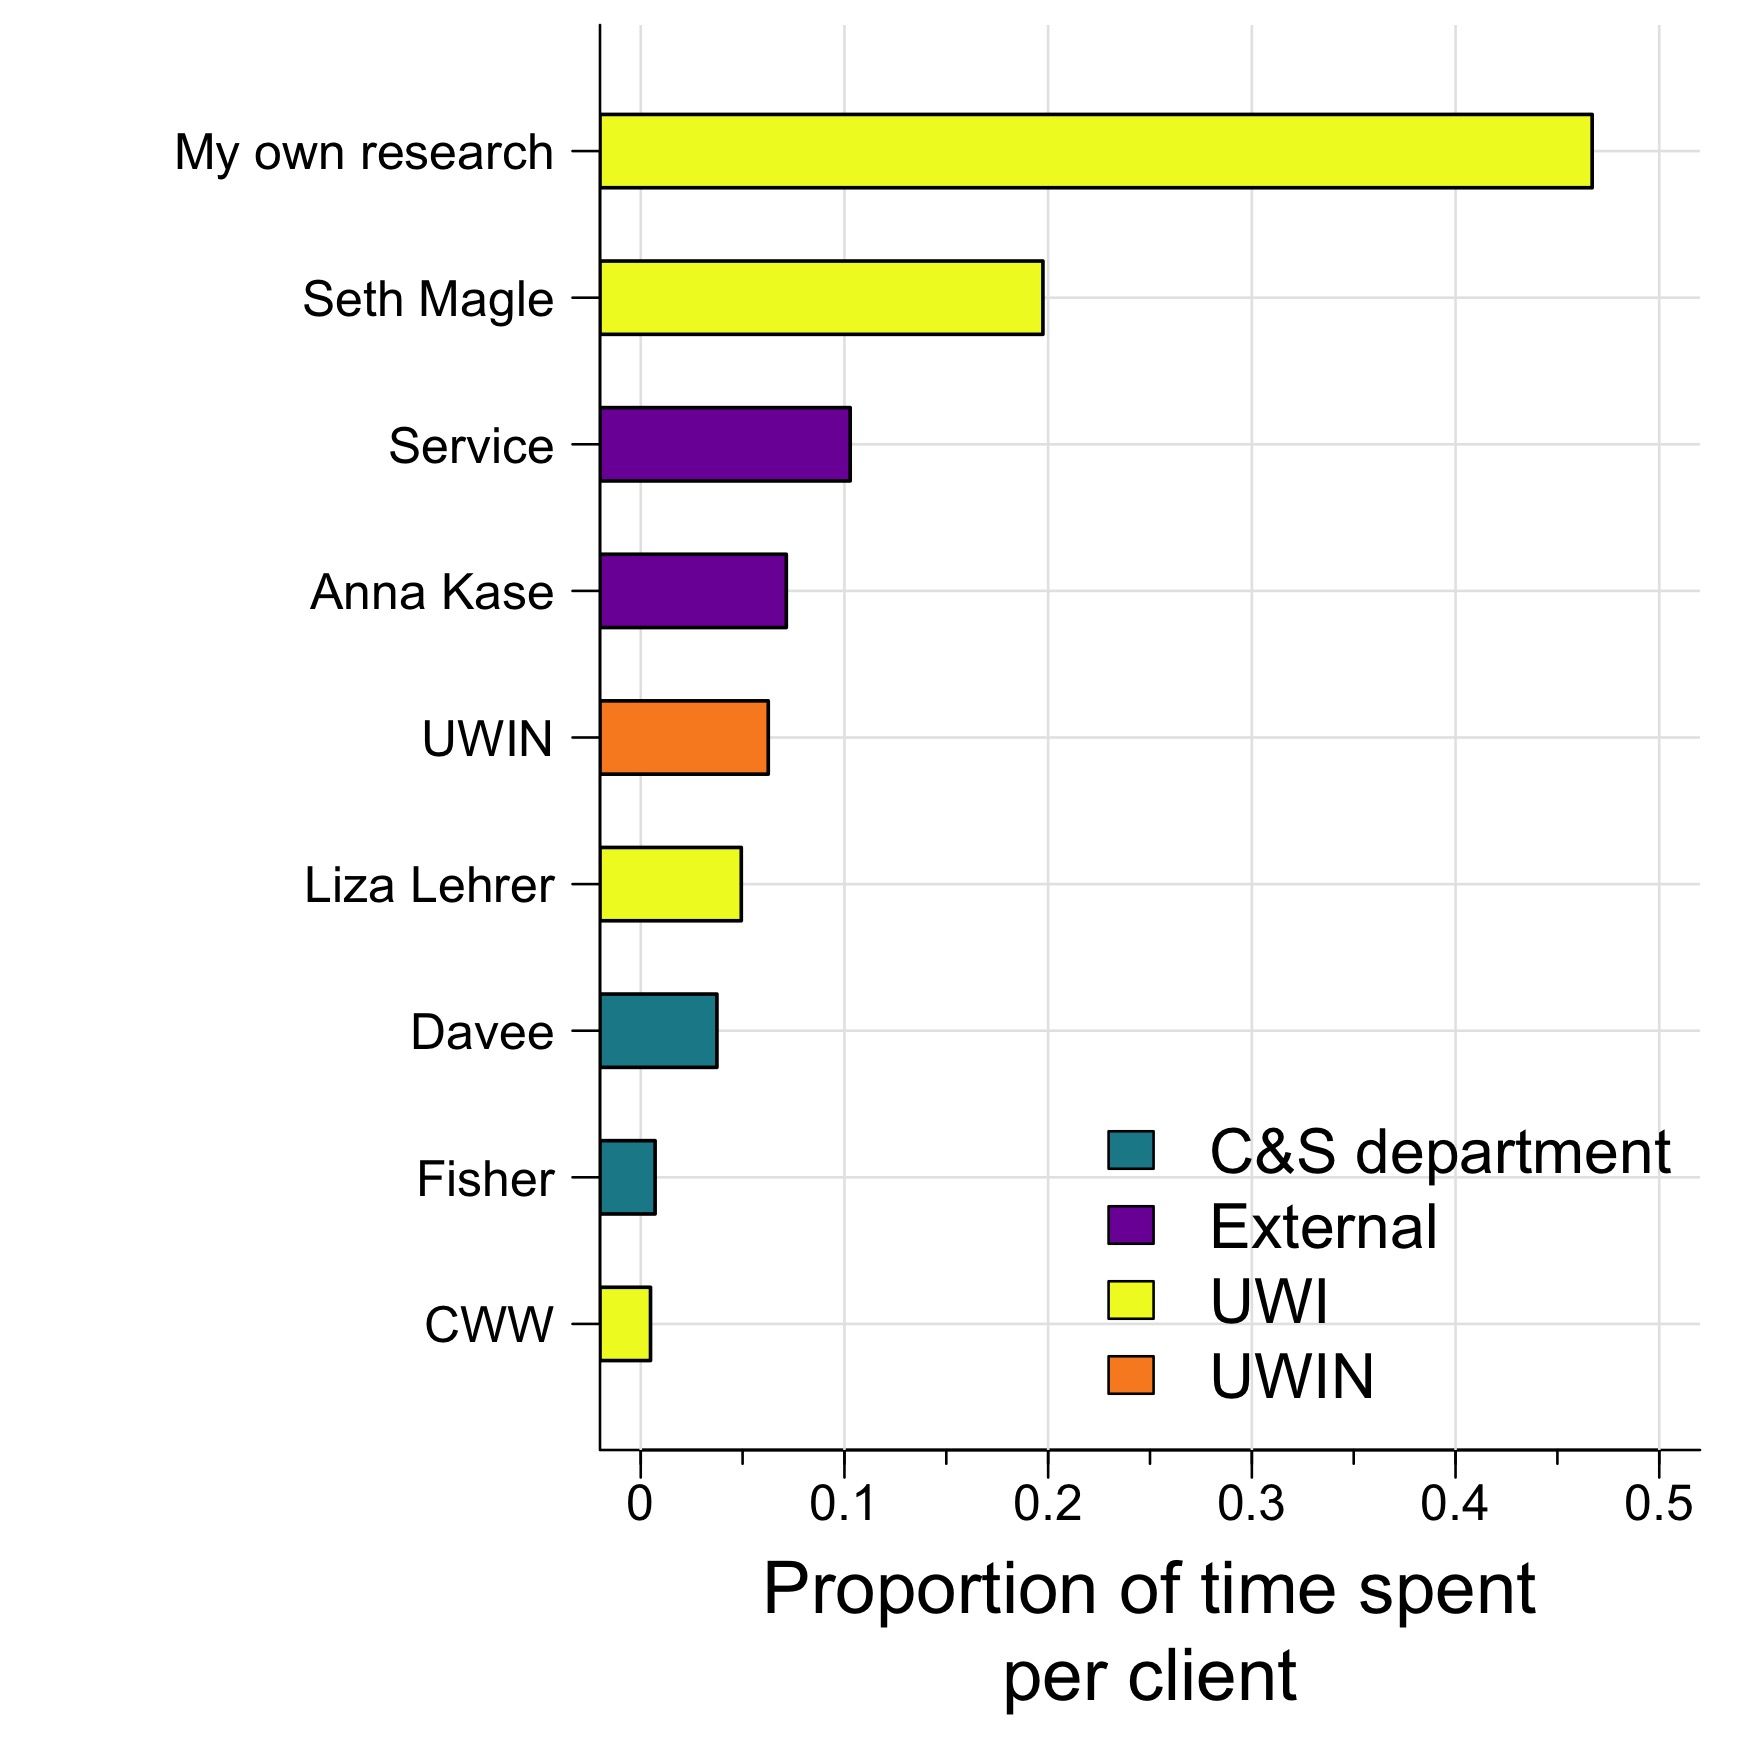 My own research
Seth Magle
Service
Anna Kase
UWIN
Liza Lehrer
Davee
Fisher
CWW
C&S department
External
UWI
UWIN
0 0.1 0.2 0.3 0.4 0.5
Proportion of time spent
per client